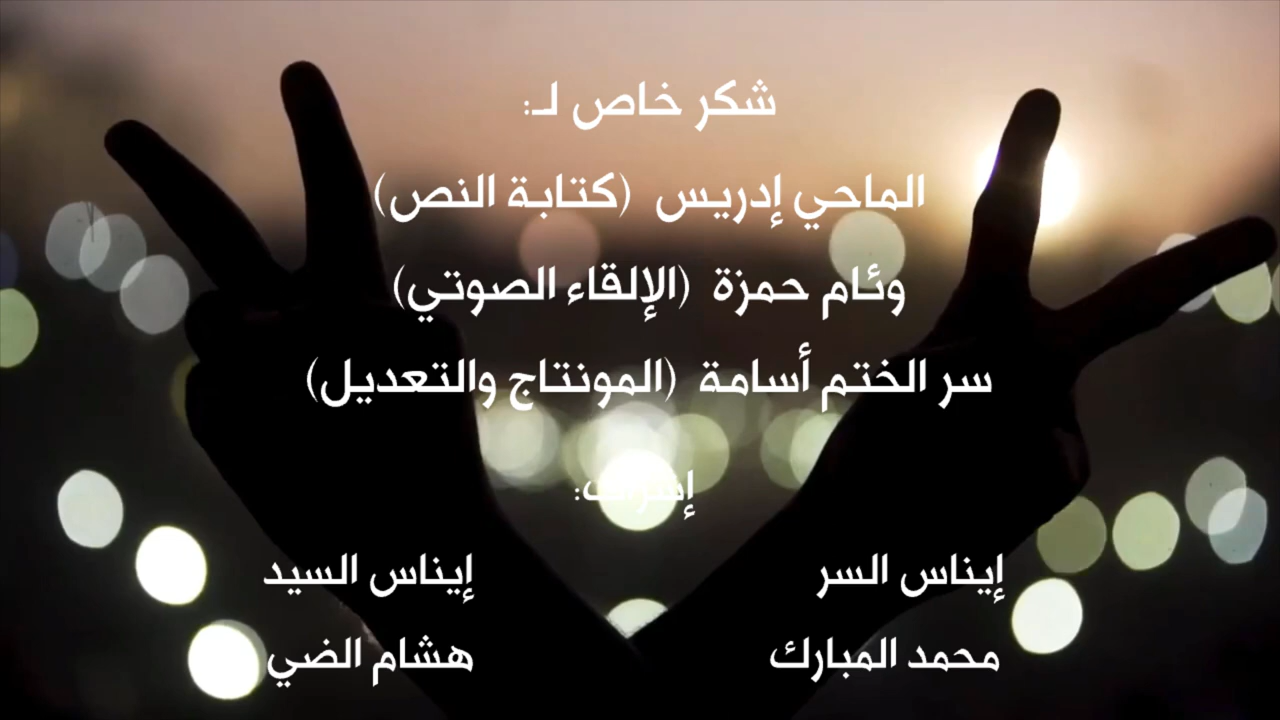 شكر خاص لـ:
الماحي إدريس (كتابة النص)
وئام حمزة (الإلقاء الصوتي)
سر الختم أسامة (المونتاج والتعديل)
إشراف:
إيناس السر إيناس السيد
محمد المبارك هشام الضي